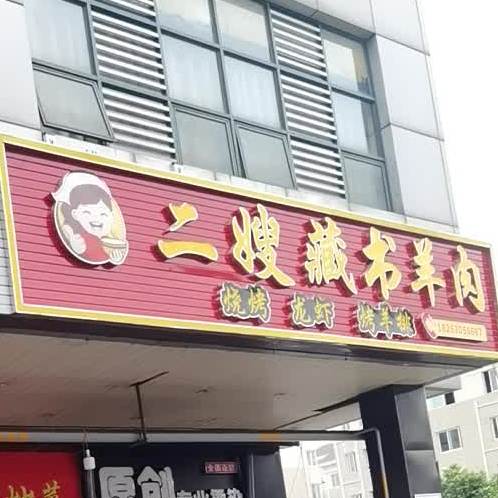 二嫂藏书羊肉
烧烤 龙虾 烤羊排
原创